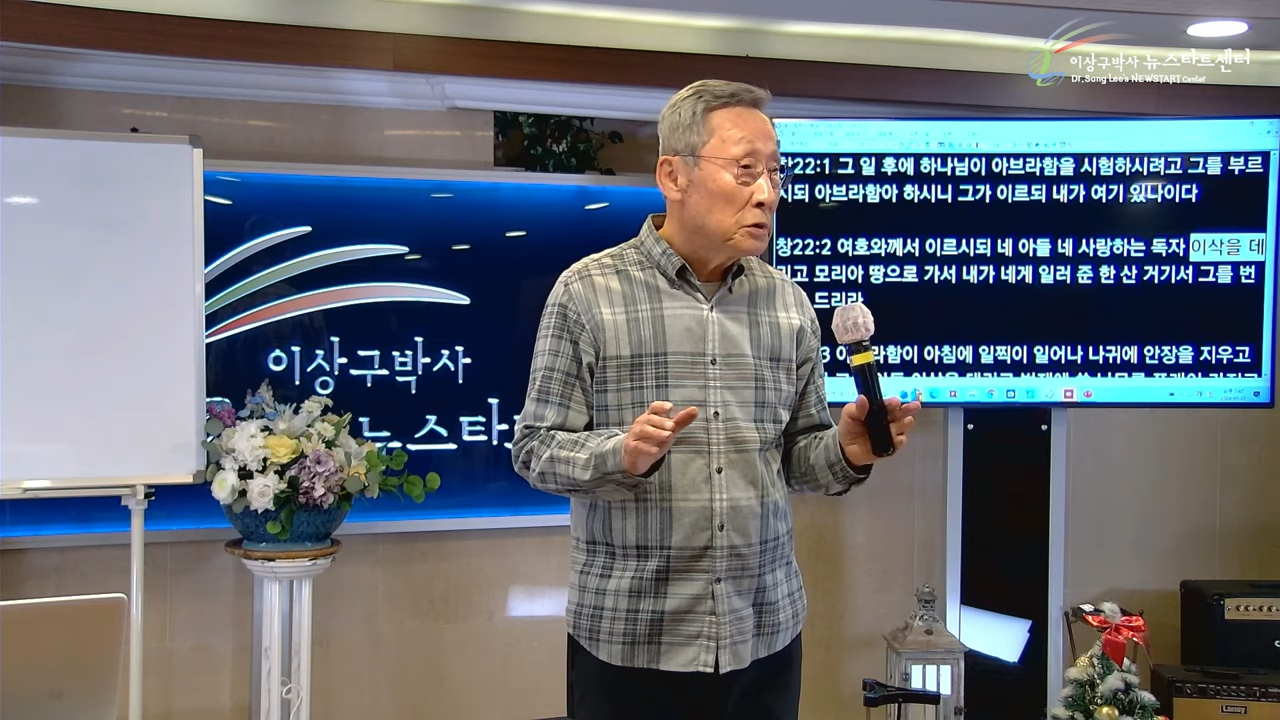 이상구박사 뉴스타트센터
Dr. Sang Lee's NEWSTART Center
창22:1 그 일 후에 하나님이 아브라함을 시험하시려고 그를 부르
시되 아브라함아 하시니 그가 이르되 내가 여기 있나이다
창22:2 여호와께서 이르시되 네 아들 네 사랑하는 독자 이삭을 데
리고 모리아 땅으로 가서 내가 네게 일러 준 한 산 거기서 그를 번
드리라
3 아브라함이 아침에 일찍이 일어나 나귀에 안장을 지우고
이상구박사
뉴스타트
Laney